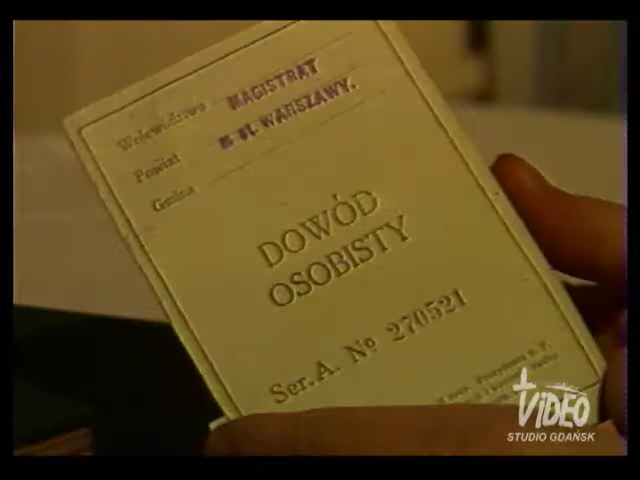 Województwo MAGISTRAT
Powiat m. st. WARSZAWY.
Gmina
DOWÓD
OSOBISTY
Ser. A. Nº 270521
VIDEO
STUDIO GDAŃSK